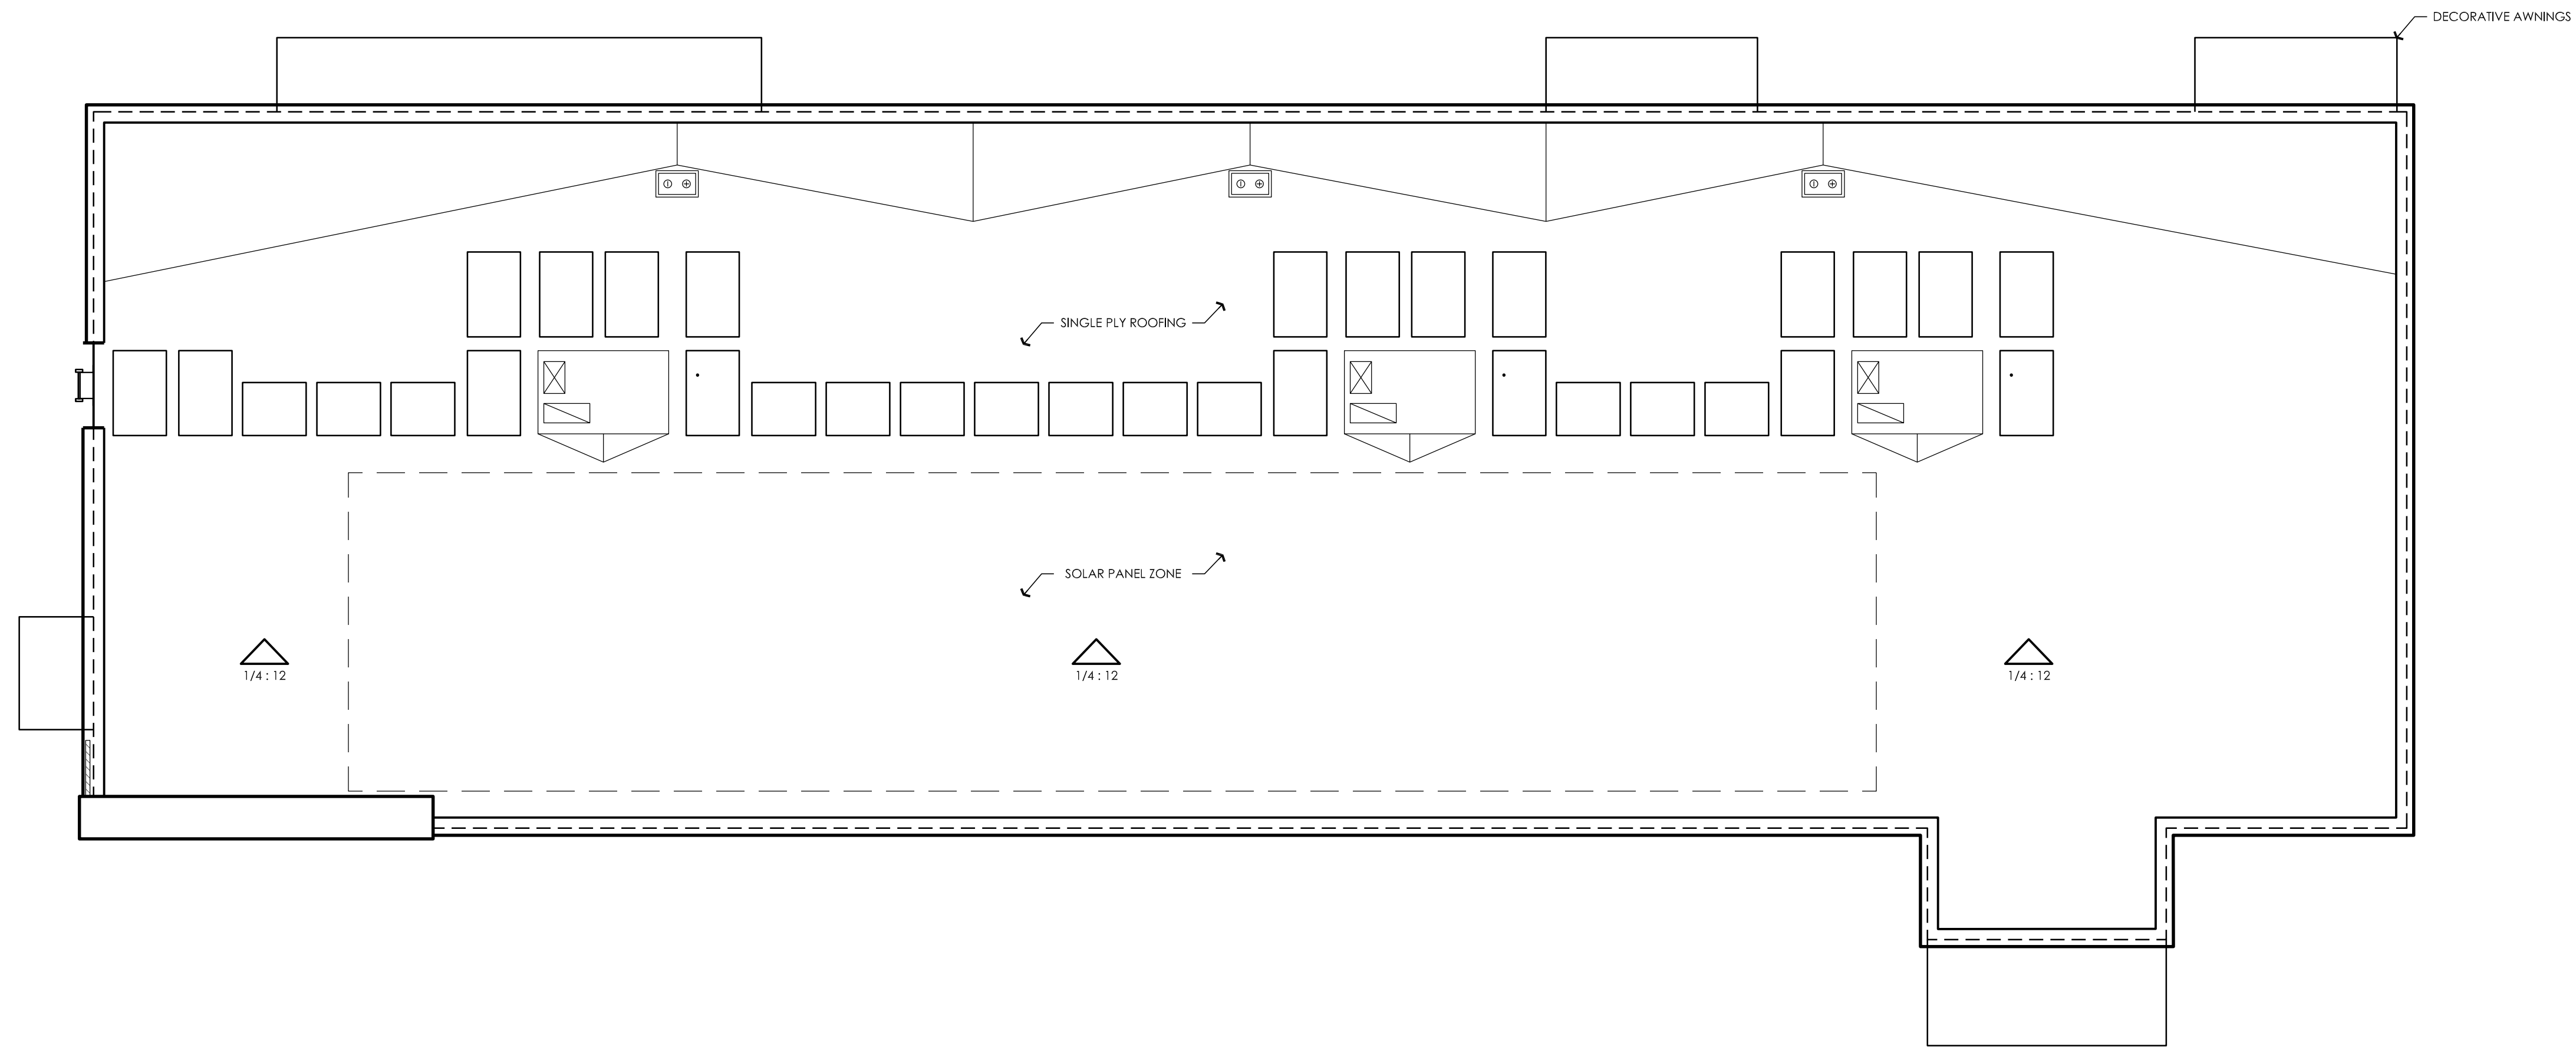 DECORATIVE AWNINGS
SINGLE PLY ROOFING
SOLAR PANEL ZONE
1/4 : 12
1/4 : 12
1/4 : 12